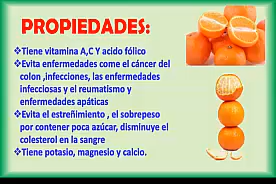 PROPIEDADES:
❖Tiene vitamina A,C Y acido fólico
❖Evita enfermedades come el cáncer del
colon ,infecciones, las enfermedades
infecciosas y el reumatismo y
enfermedades apáticas
❖Evita el estreñimiento , el sobrepeso
por contener poca azúcar, disminuye el
colesterol en la sangre
❖Tiene potasio, magnesio y calcio.